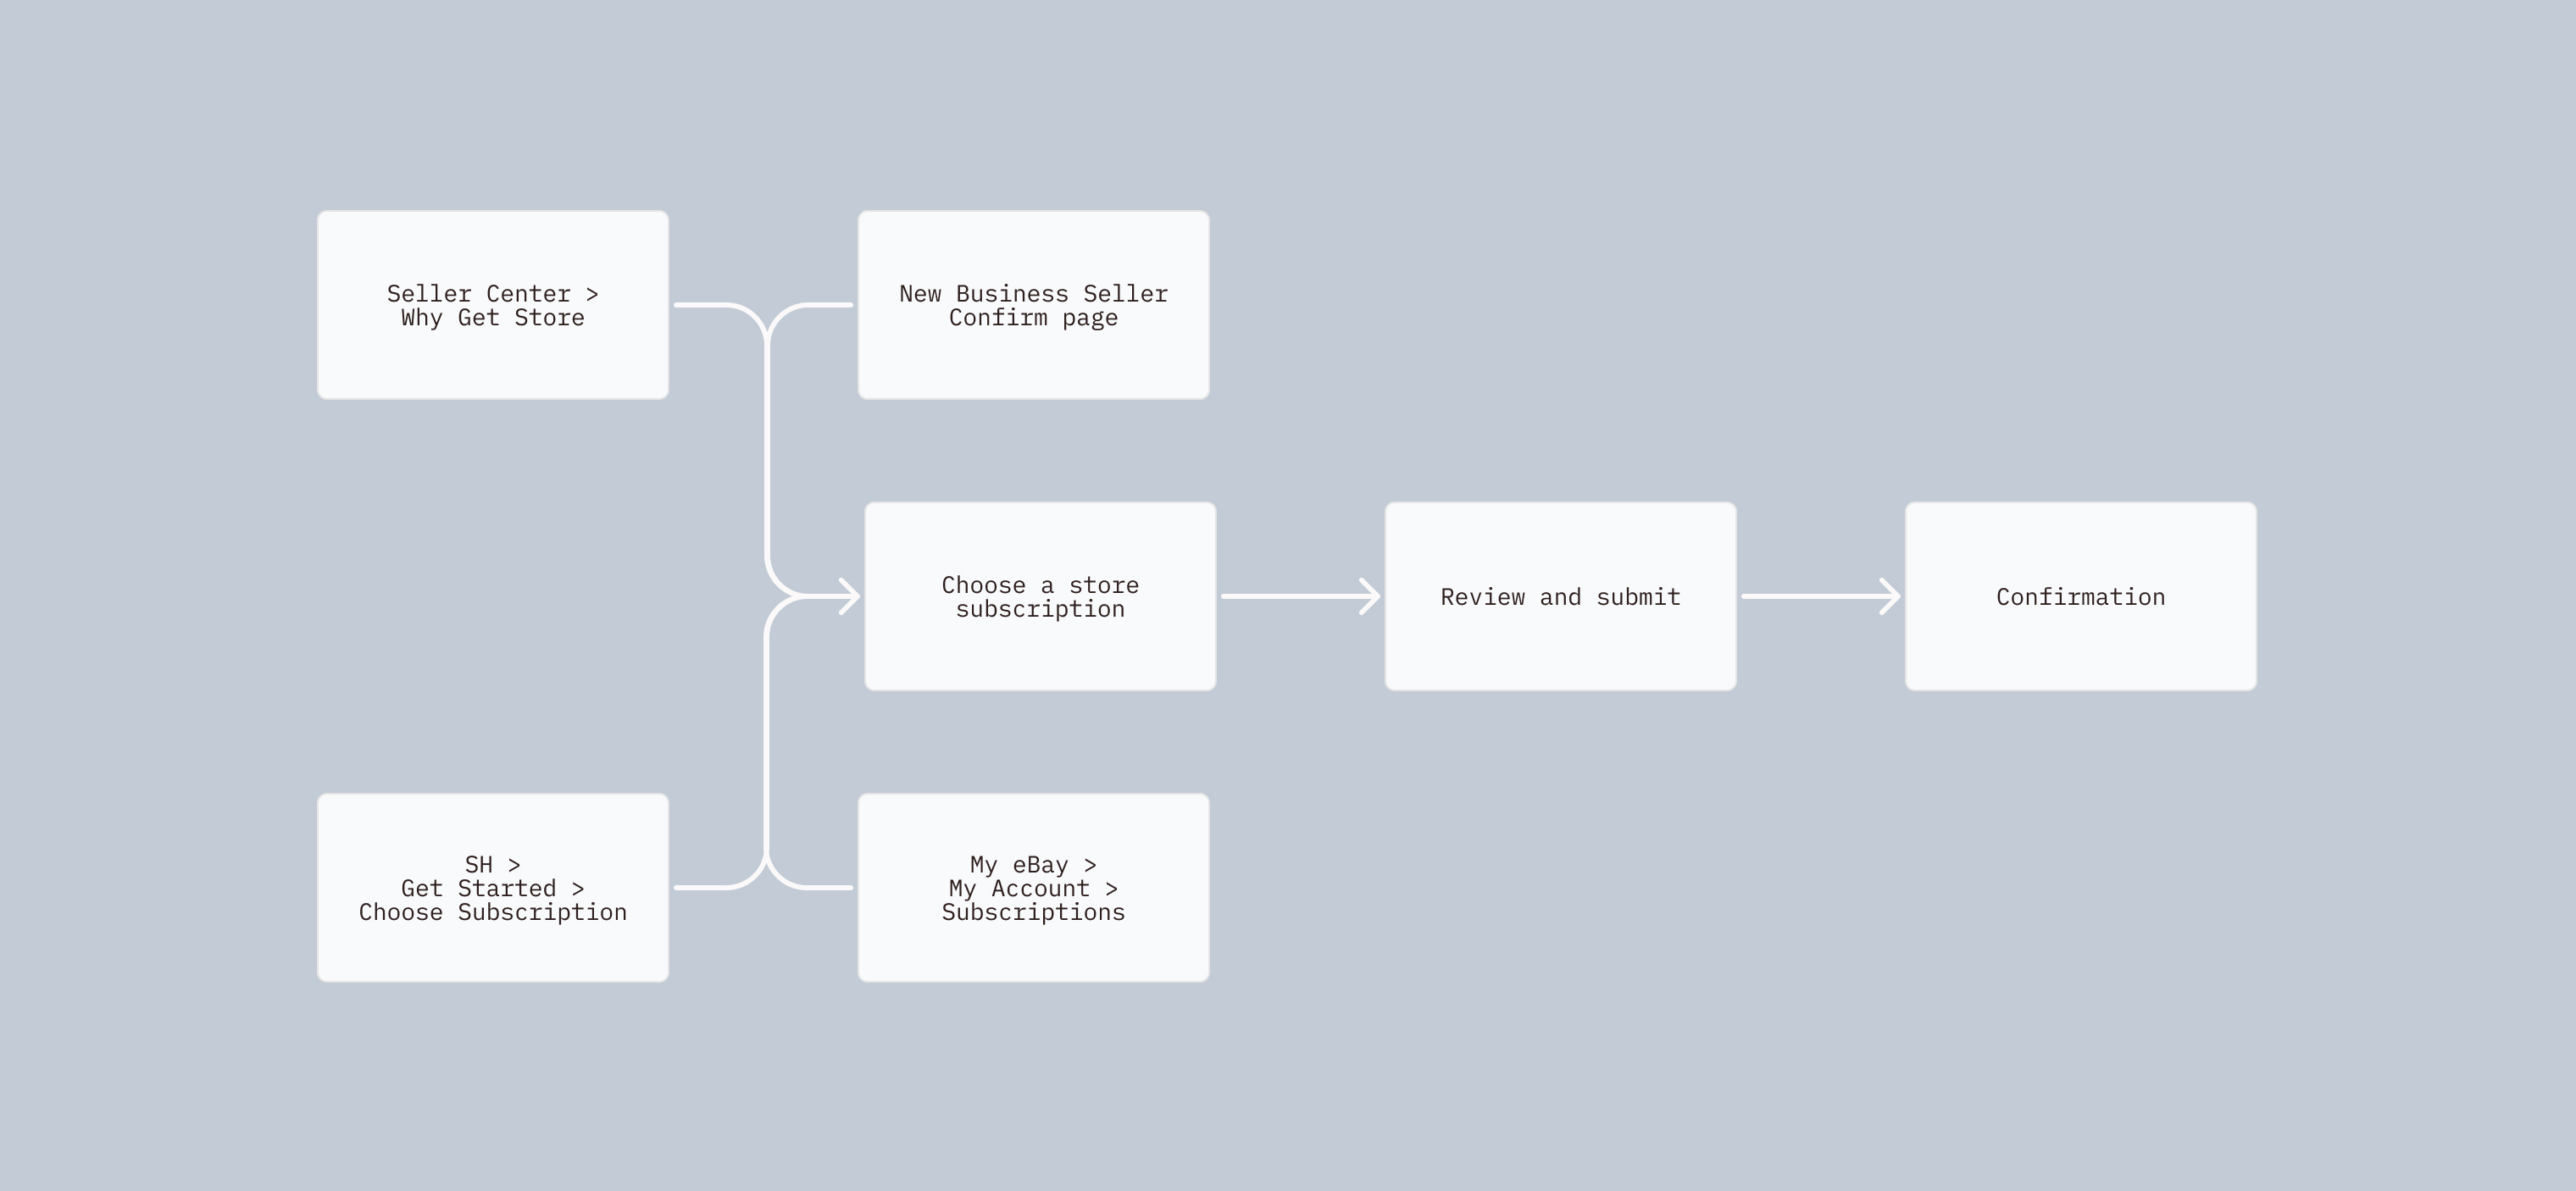 Seller Center >
Why Get Store
New Business Seller
Confirm page
Choose a store
subscription
Review and submit
Confirmation
SH >
Get Started >
Choose Subscription
My eBay >
My Account >
Subscriptions